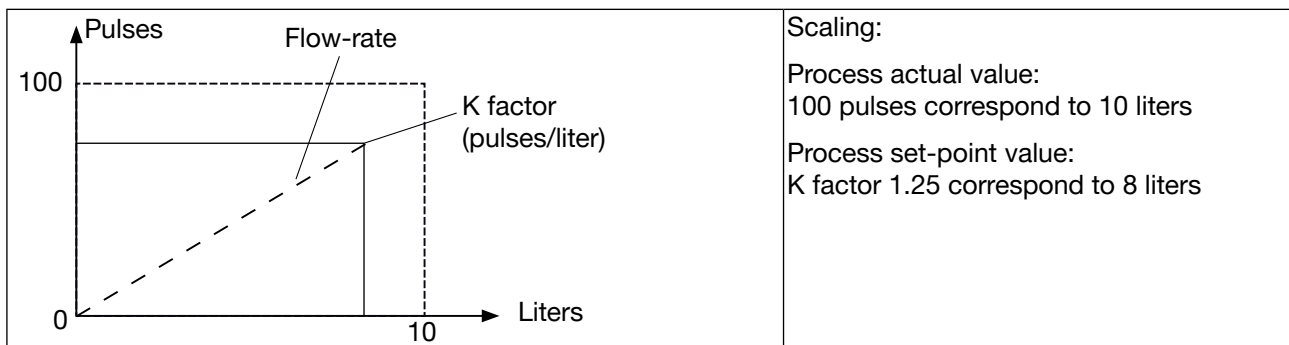 Pulses
Flow-rate
100
K factor
(pulses/liter)
0
10
Liters
Scaling:
Process actual value:
100 pulses correspond to 10 liters
Process set-point value:
K factor 1.25 correspond to 8 liters